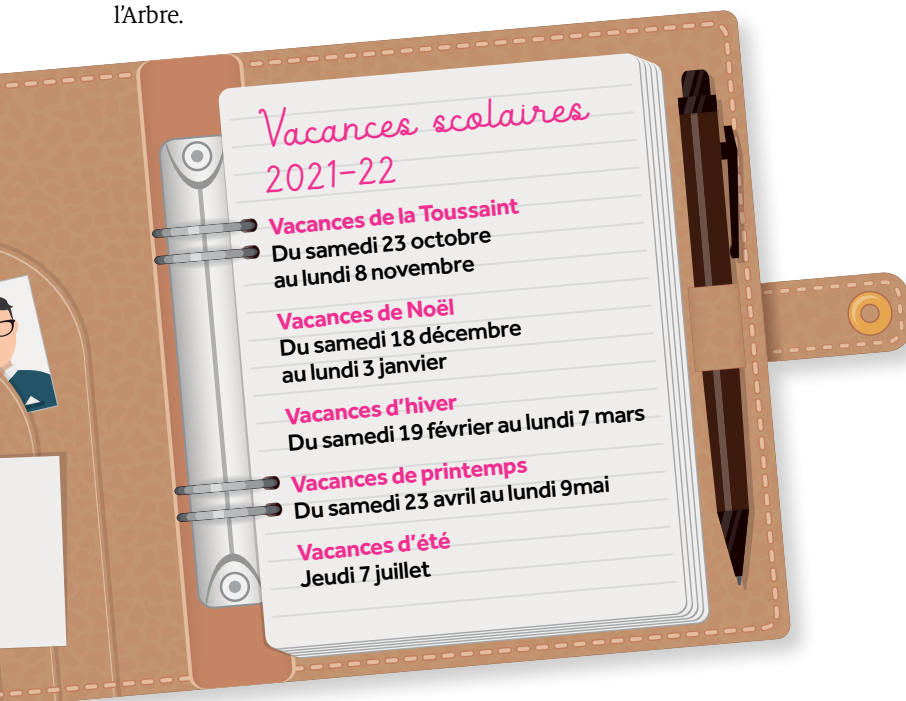 l'Arbre.
Vacances scolaires
2021-22
Vacances de la Toussaint
Du samedi 23 octobre
au lundi 8 novembre
Vacances de Noël
Du samedi 18 décembre
au lundi 3 janvier
Vacances d'hiver
Du samedi 19 février au lundi 7 mars
Vacances de printemps
Du samedi 23 avril au lundi 9mai
Vacances d'été
Jeudi 7 juillet